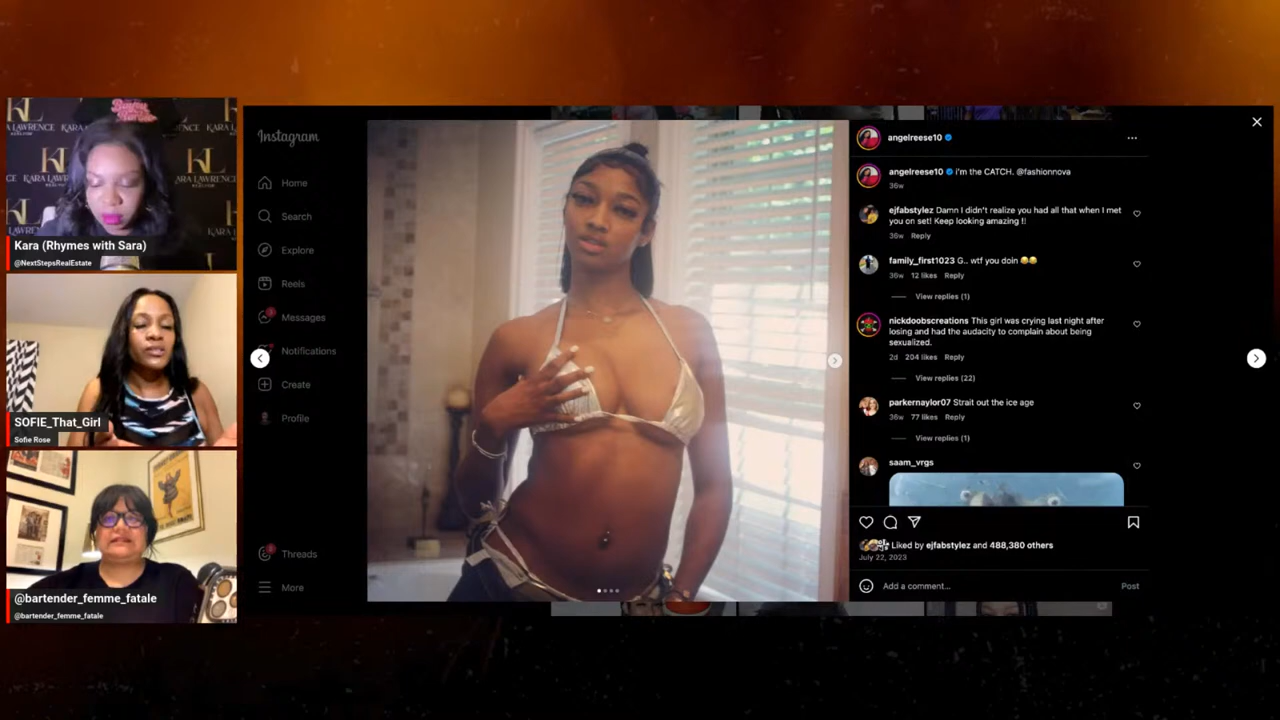 KARA LAWRENCE
KL
Kara (Rhymes with Sara)
@NextStepsRealEstate
SOFIE_That_Girl
Sofie Rose
@bartender_femme_fatale
@bartender_femme_fatale
Instagram
Home
Search
Explore
Reels
Messages
Notifications
Create
Profile
Threads
More
angelreese10
angelreese10 i'm the CATCH. @fashionnova
36w
ejfabstylez Damn I didn't realize you had all that when I met
you on set! Keep looking amazing !!
36w Reply
family_first1023 G.. wtf you doin 😂😂
36w 12 likes Reply
View replies (1)
nickdoobscreations This girl was crying last night after
losing and had the audacity to complain about being
sexualized.
2d 204 likes Reply
View replies (22)
parkernaylor07 Strait out the ice age
36w 77 likes Reply
View replies (1)
saam_vrgs
Liked by ejfabstylez and 488,380 others
July 22, 2023
Add a comment...
Post